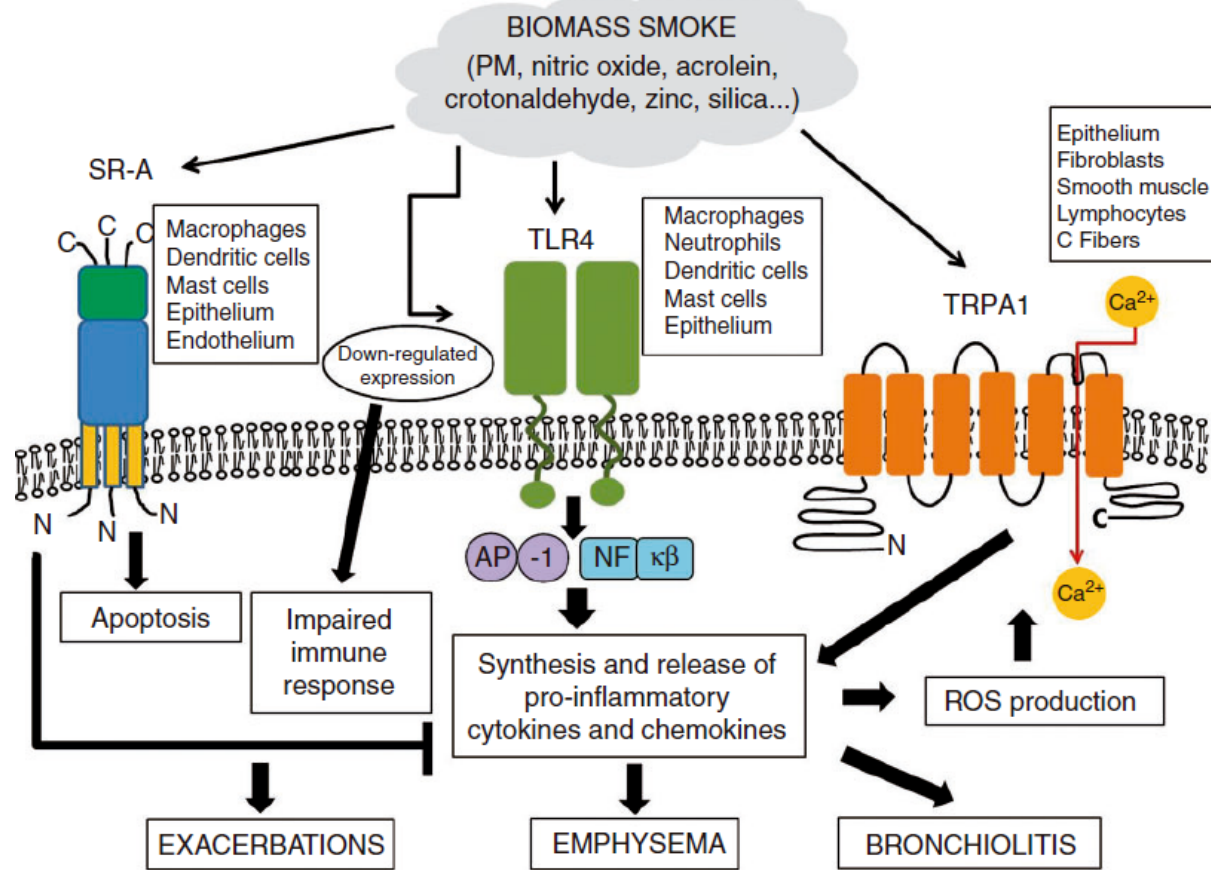 BIOMASS SMOKE
(PM, nitric oxide, acrolein,
crotonaldehyde, zinc, silica...)
SR-A
C
C
C
Macrophages
Dendritic cells
Mast cells
Epithelium
Endothelium
Down-regulated
expression
TLR4
Macrophages
Neutrophils
Dendritic cells
Mast cells
Epithelium
Epithelium
Fibroblasts
Smooth muscle
Lymphocytes
C Fibers
TRPA1
Ca2+
N
N
N
AP -1
NF κβ
N
C
Ca2+
Apoptosis
Impaired
immune
response
Synthesis and release of
pro-inflammatory
cytokines and chemokines
ROS production
EXACERBATIONS
EMPHYSEMA
BRONCHIOLITIS